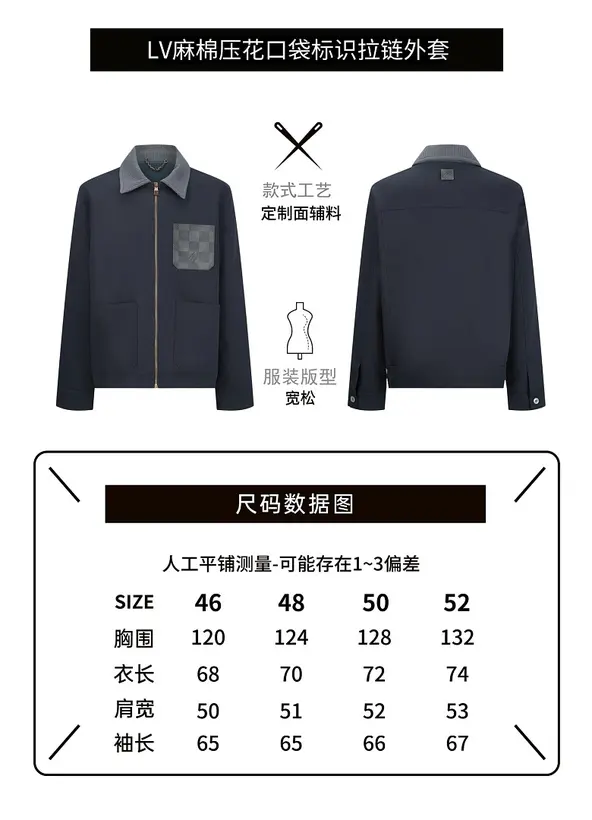 LV麻棉压花口袋标识拉链外套
款式工艺
定制面辅料
服装版型
宽松
尺码数据图
人工平铺测量-可能存在1~3偏差
SIZE 46 48 50 52
胸围 120 124 128 132
衣长 68 70 72 74
肩宽 50 51 52 53
袖长 65 65 66 67